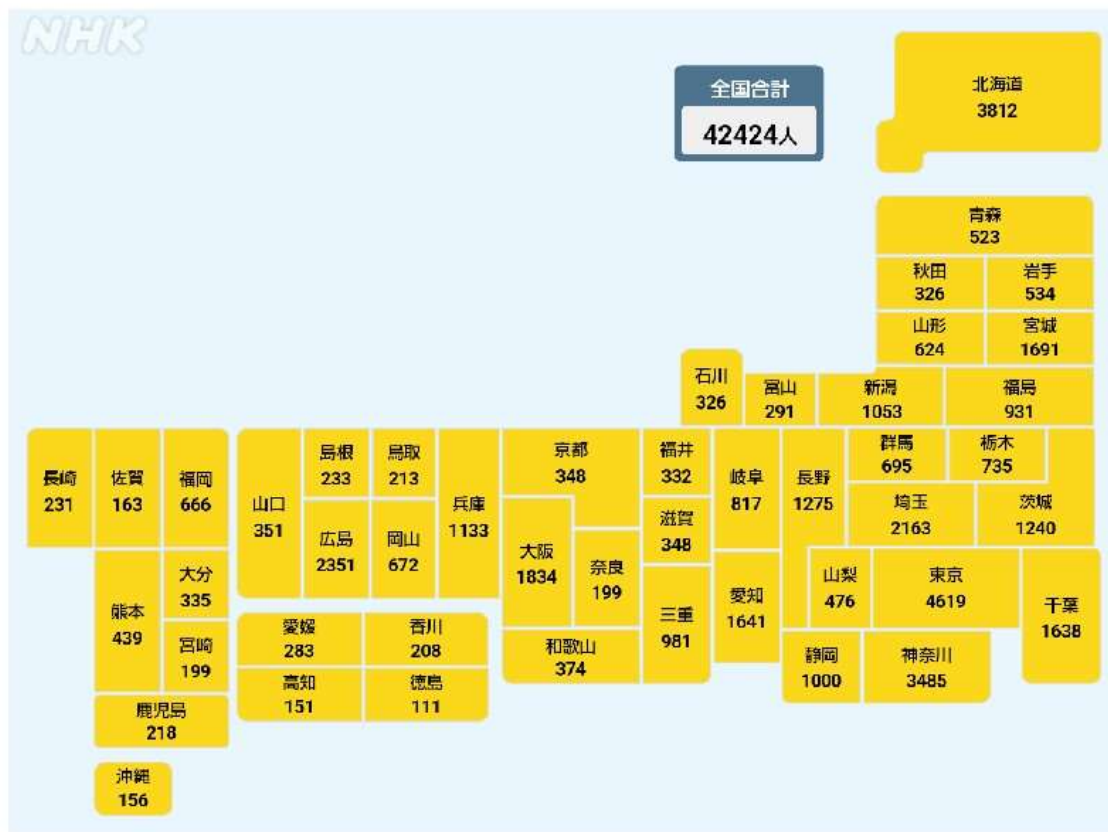 NHK
全国合計
42424人
北海道
3812
青森
523
秋田
326
岩手
534
山形
624
宮城
1691
石川
326
富山
291
新潟
1053
福島
931
長崎
231
佐賀
163
福岡
666
山口
351
島根
233
鳥取
213
兵庫
1133
京都
348
福井
332
岐阜
817
長野
1275
群馬
695
栃木
735
埼玉
2163
茨城
1240
広島
2351
岡山
672
大阪
1834
奈良
199
滋賀
348
三重
981
愛知
1641
山梨
476
東京
4619
千葉
1638
熊本
439
大分
335
宮崎
199
愛媛
283
香川
208
和歌山
374
静岡
1000
神奈川
3485
高知
151
徳島
111
鹿児島
218
沖縄
156